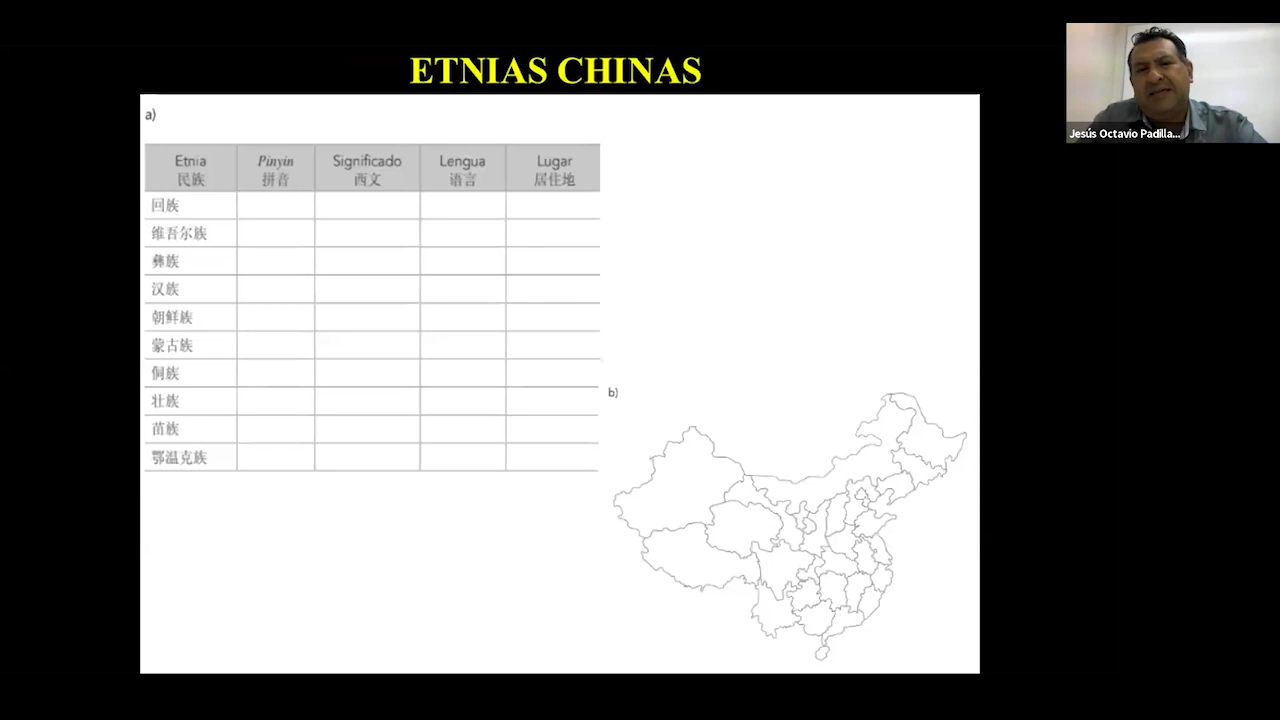 ETNIAS CHINAS
Jesús Octavio Padilla...
a)
Etnia Pinyin Significado Lengua Lugar
民族 拼音 西文 语言 居住地
回族
维吾尔族
彝族
汉族
朝鲜族
蒙古族
侗族
壮族
苗族
鄂温克族
b)